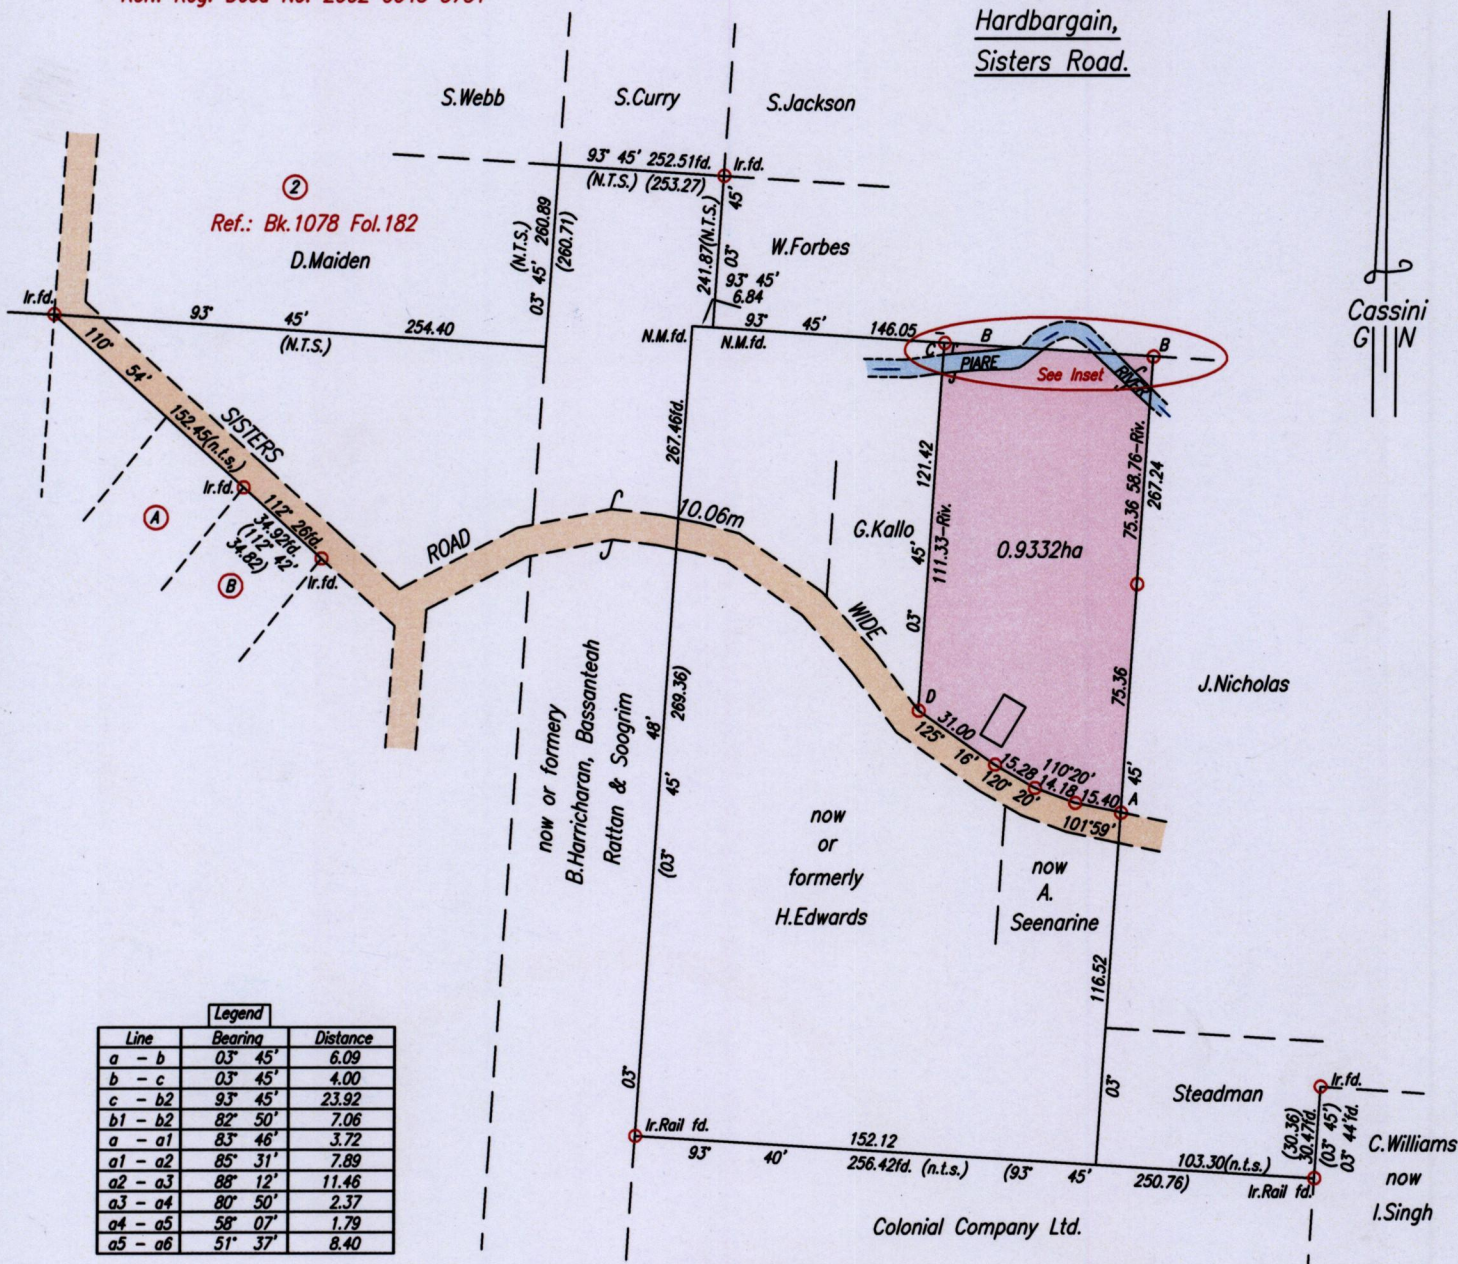 Hardbargain,
Sisters Road.
S.Webb
S.Curry
S.Jackson
93° 45' 252.51fd.
Ir.fd.
(N.T.S.) (253.27)
2
Ref.: Bk.1078 Fol.182
D.Maiden
03° 45' 260.89
(N.T.S.)
(260.71)
241.87(N.T.S.)
03° 45'
W.Forbes
93° 45'
6.84
Cassini
G N
Ir.fd.
93° 45' 254.40
(N.T.S.)
N.M.fd.
N.M.fd.
93° 45' 146.05
C
B
B
PIARE
RIVER
See Inset
110° 54'
152.45(n.t.s.)
SISTERS
Ir.fd.
112° 26fd.
34.92fd.
(112° 42'
34.82)
Ir.fd.
A
B
ROAD
267.46fd.
10.06m
WIDE
G.Kallo
121.42
111.33-Riv.
03° 45'
0.9332ha
75.36 58.76-Riv.
267.24
75.36
45'
J.Nicholas
D
31.00
125° 16'
15.28
120° 20'
110°20'
14.18
15.40
101°59'
A
now or formery
B.Harricharan, Bassanteah
Rattan & Soogrim
03° 45' 48'
(03° 45' 269.36)
now
or
formerly
H.Edwards
now
A.
Seenarine
116.52
03°
Legend
Line Bearing Distance
a - b 03° 45' 6.09
b - c 03° 45' 4.00
c - b2 93° 45' 23.92
b1 - b2 82° 50' 7.06
a - a1 83° 46' 3.72
a1 - a2 85° 31' 7.89
a2 - a3 88° 12' 11.46
a3 - a4 80° 50' 2.37
a4 - a5 58° 07' 1.79
a5 - a6 51° 37' 8.40
Steadman
Ir.fd.
(30.36)
30.47fd.
(03° 45')
03° 44'fd.
C.Williams
now
I.Singh
Ir.Rail fd.
152.12
93° 40' 256.42fd. (n.t.s.) (93° 45' 250.76)
103.30(n.t.s.)
Ir.Rail fd.
Colonial Company Ltd.